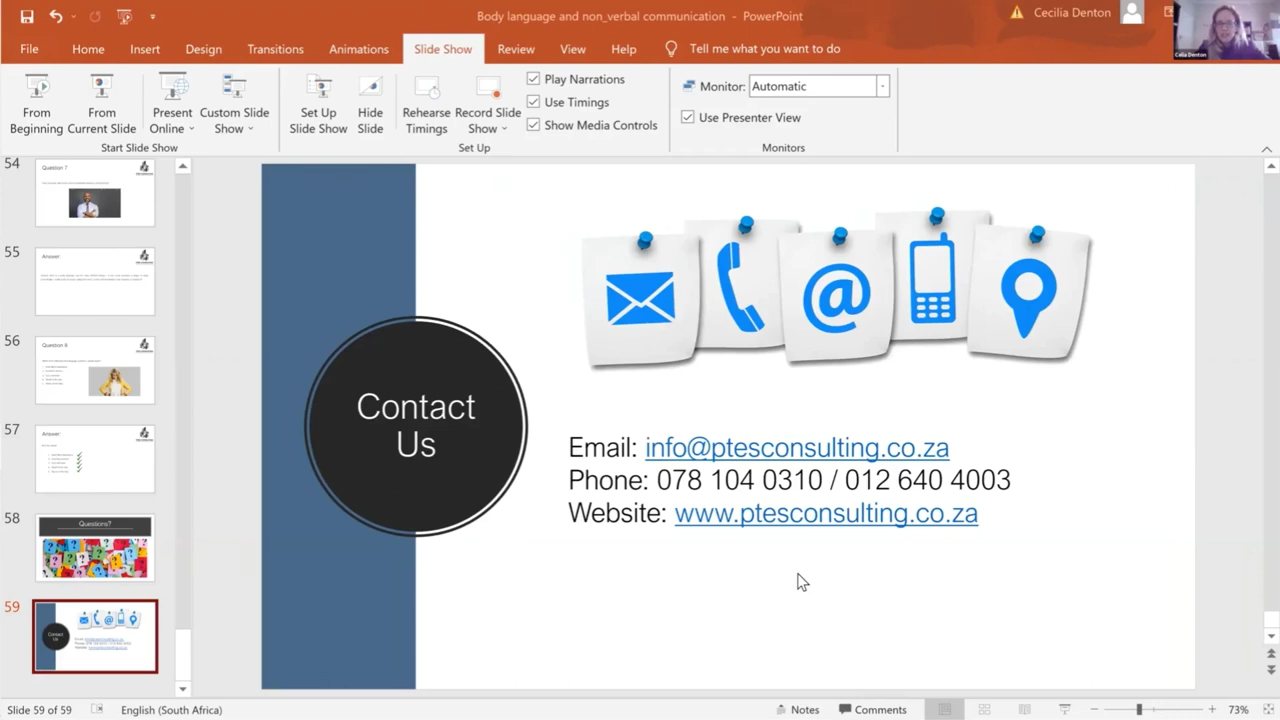 Body language and non_verbal communication - PowerPoint
Cecilia Denton
Celia Denton
File
Home
Insert
Design
Transitions
Animations
Slide Show
Review
View
Help
Tell me what you want to do
From
Beginning
From
Current Slide
Present
Online
Custom Slide
Show
Start Slide Show
Set Up
Slide Show
Hide
Slide
Rehearse
Timings
Record Slide
Show
Play Narrations
Use Timings
Show Media Controls
Set Up
Monitor: Automatic
Use Presenter View
Monitors
54
Question 7
55
Answer
56
Question 8
57
Answer
58
Questions?
59
Contact
Us
@
Contact
Us
Email: info@ptesconsulting.co.za
Phone: 078 104 0310 / 012 640 4003
Website: www.ptesconsulting.co.za
Slide 59 of 59
English (South Africa)
Notes
Comments
73%